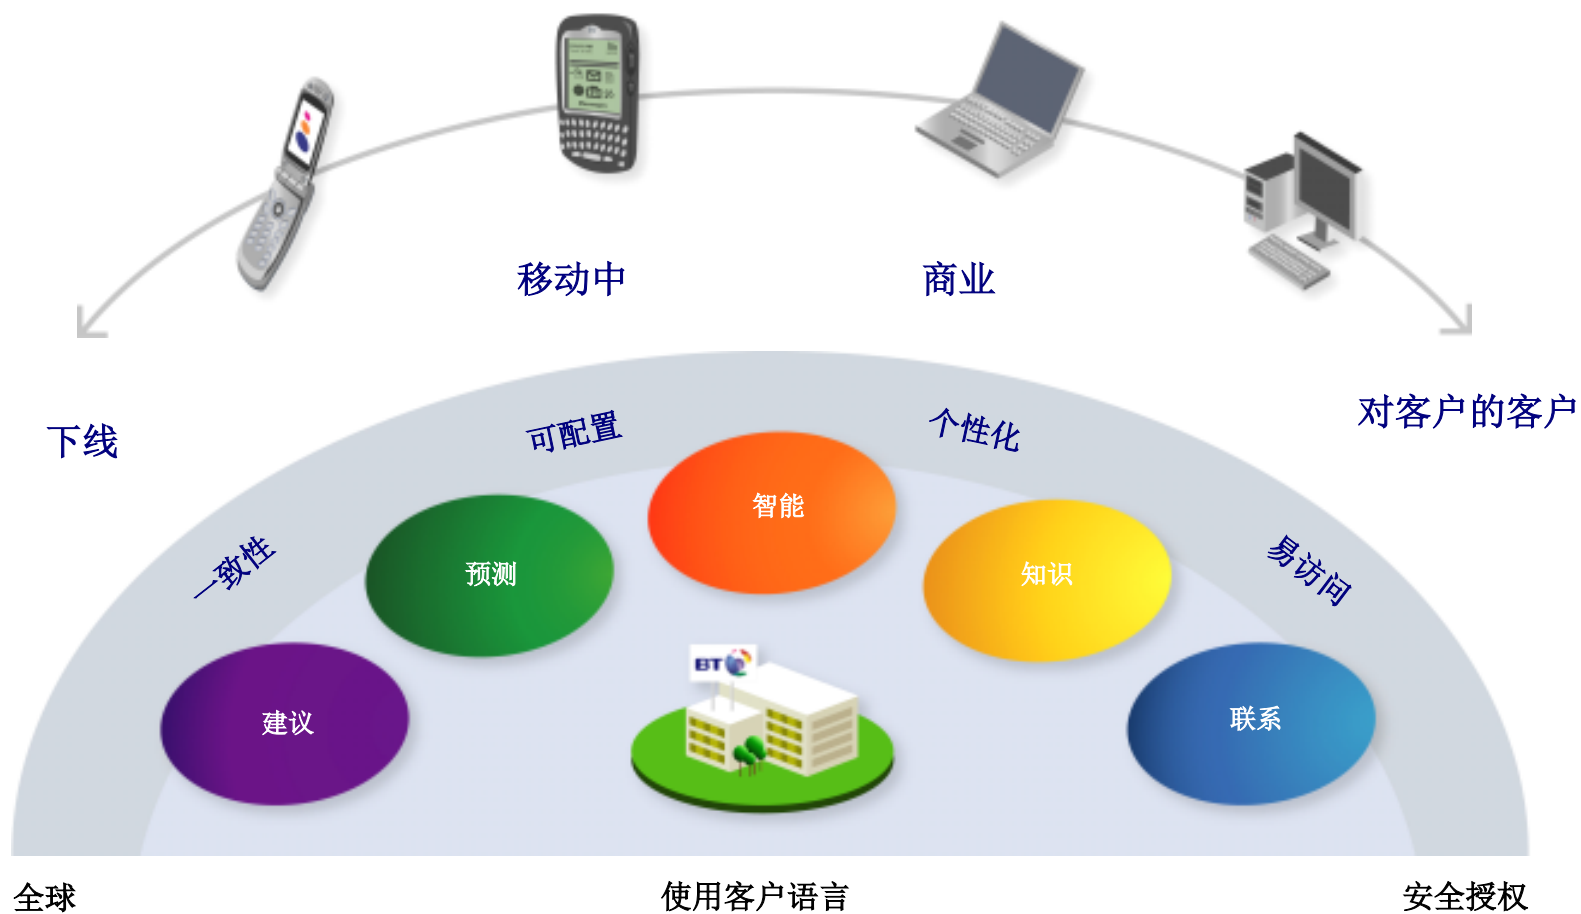 移动中
商业
下线
对客户的客户
一致性
可配置
个性化
易访问
建议
预测
智能
知识
联系
BT
全球
使用客户语言
安全授权